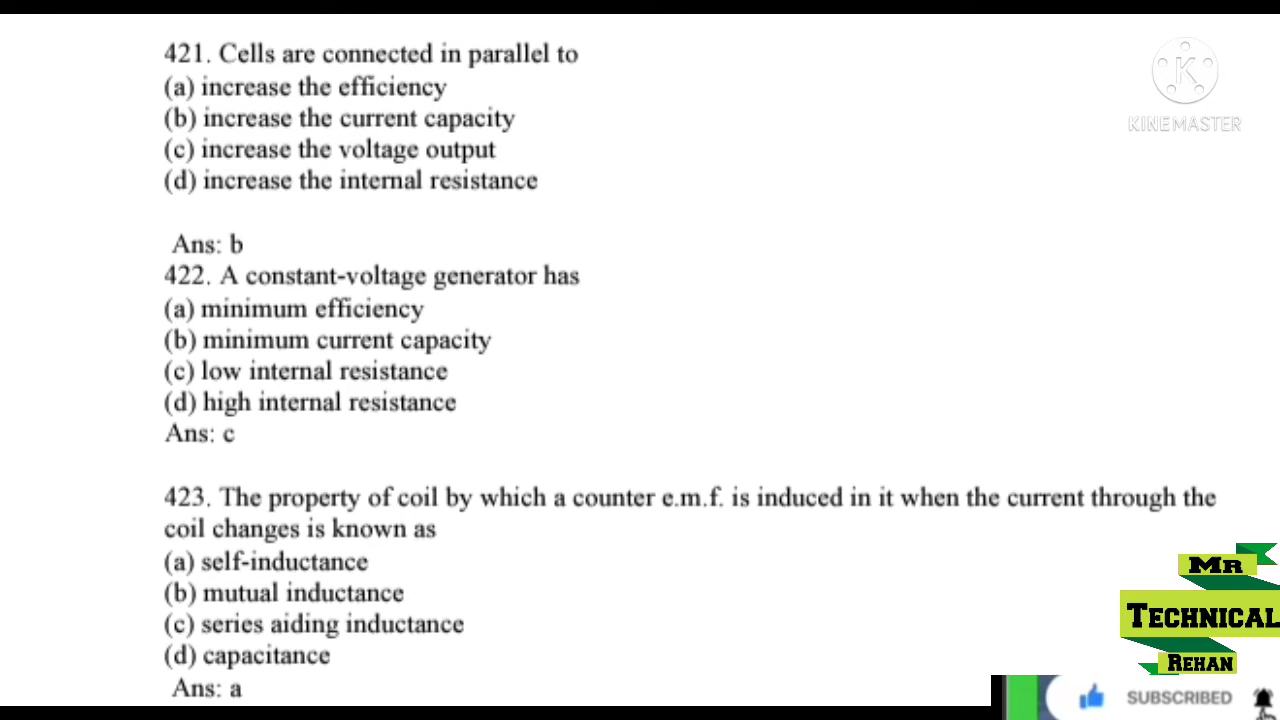 421. Cells are connected in parallel to
(a) increase the efficiency
(b) increase the current capacity
(c) increase the voltage output
(d) increase the internal resistance
Ans: b
422. A constant-voltage generator has
(a) minimum efficiency
(b) minimum current capacity
(c) low internal resistance
(d) high internal resistance
Ans: c
423. The property of coil by which a counter e.m.f. is induced in it when the current through the
coil changes is known as
(a) self-inductance
(b) mutual inductance
(c) series aiding inductance
(d) capacitance
Ans: a
K
KINEMASTER
MR
TECHNICAL
REHAN
SUBSCRIBED